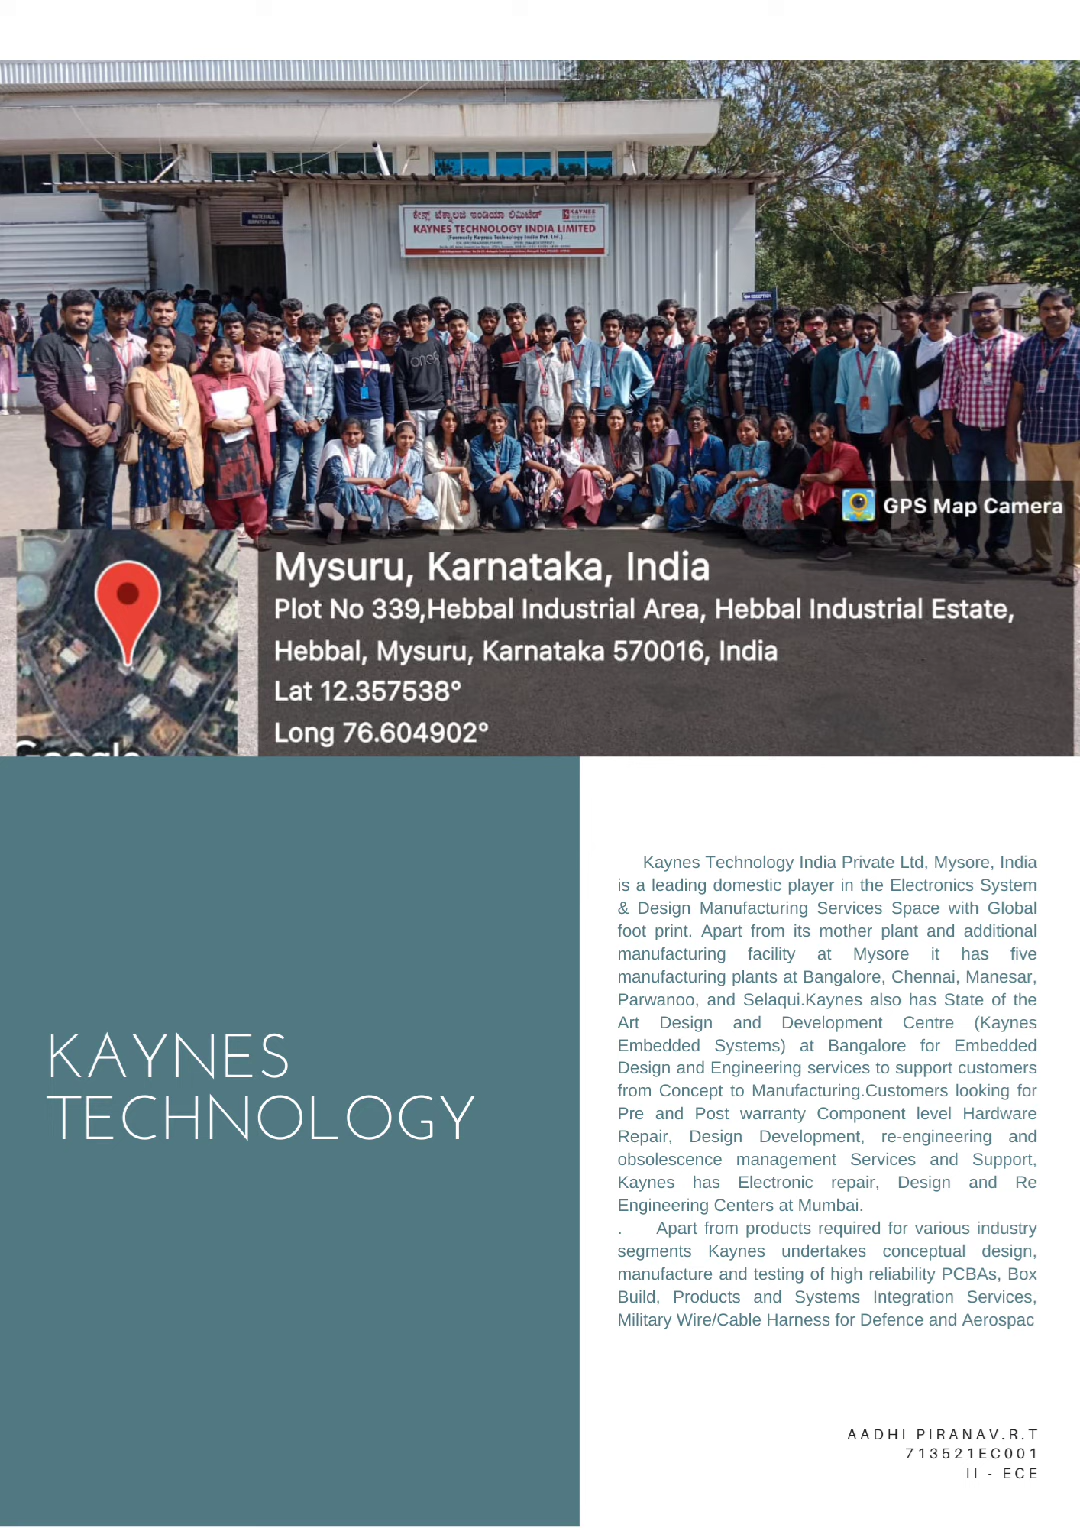 ಕೇನ್ಸ್ ಟೆಕ್ನಾಲಜಿ ಇಂಡಿಯಾ ಲಿಮಿಟೆಡ್
KAYNES
KAYNES TECHNOLOGY INDIA LIMITED
(Formerly Kaynes Technology India Pvt. Ltd.)
GPS Map Camera
Mysuru, Karnataka, India
Plot No 339,Hebbal Industrial Area, Hebbal Industrial Estate,
Hebbal, Mysuru, Karnataka 570016, India
Lat 12.357538°
Long 76.604902°
Google
KAYNES
TECHNOLOGY
Kaynes Technology India Private Ltd, Mysore, India
is a leading domestic player in the Electronics System
& Design Manufacturing Services Space with Global
foot print. Apart from its mother plant and additional
manufacturing facility at Mysore it has five
manufacturing plants at Bangalore, Chennai, Manesar,
Parwanoo, and Selaqui.Kaynes also has State of the
Art Design and Development Centre (Kaynes
Embedded Systems) at Bangalore for Embedded
Design and Engineering services to support customers
from Concept to Manufacturing.Customers looking for
Pre and Post warranty Component level Hardware
Repair, Design Development, re-engineering and
obsolescence management Services and Support,
Kaynes has Electronic repair, Design and Re
Engineering Centers at Mumbai.
. Apart from products required for various industry
segments Kaynes undertakes conceptual design,
manufacture and testing of high reliability PCBAs, Box
Build, Products and Systems Integration Services,
Military Wire/Cable Harness for Defence and Aerospac
AADHI PIRANAV.R.T
713521EC001
II - ECE